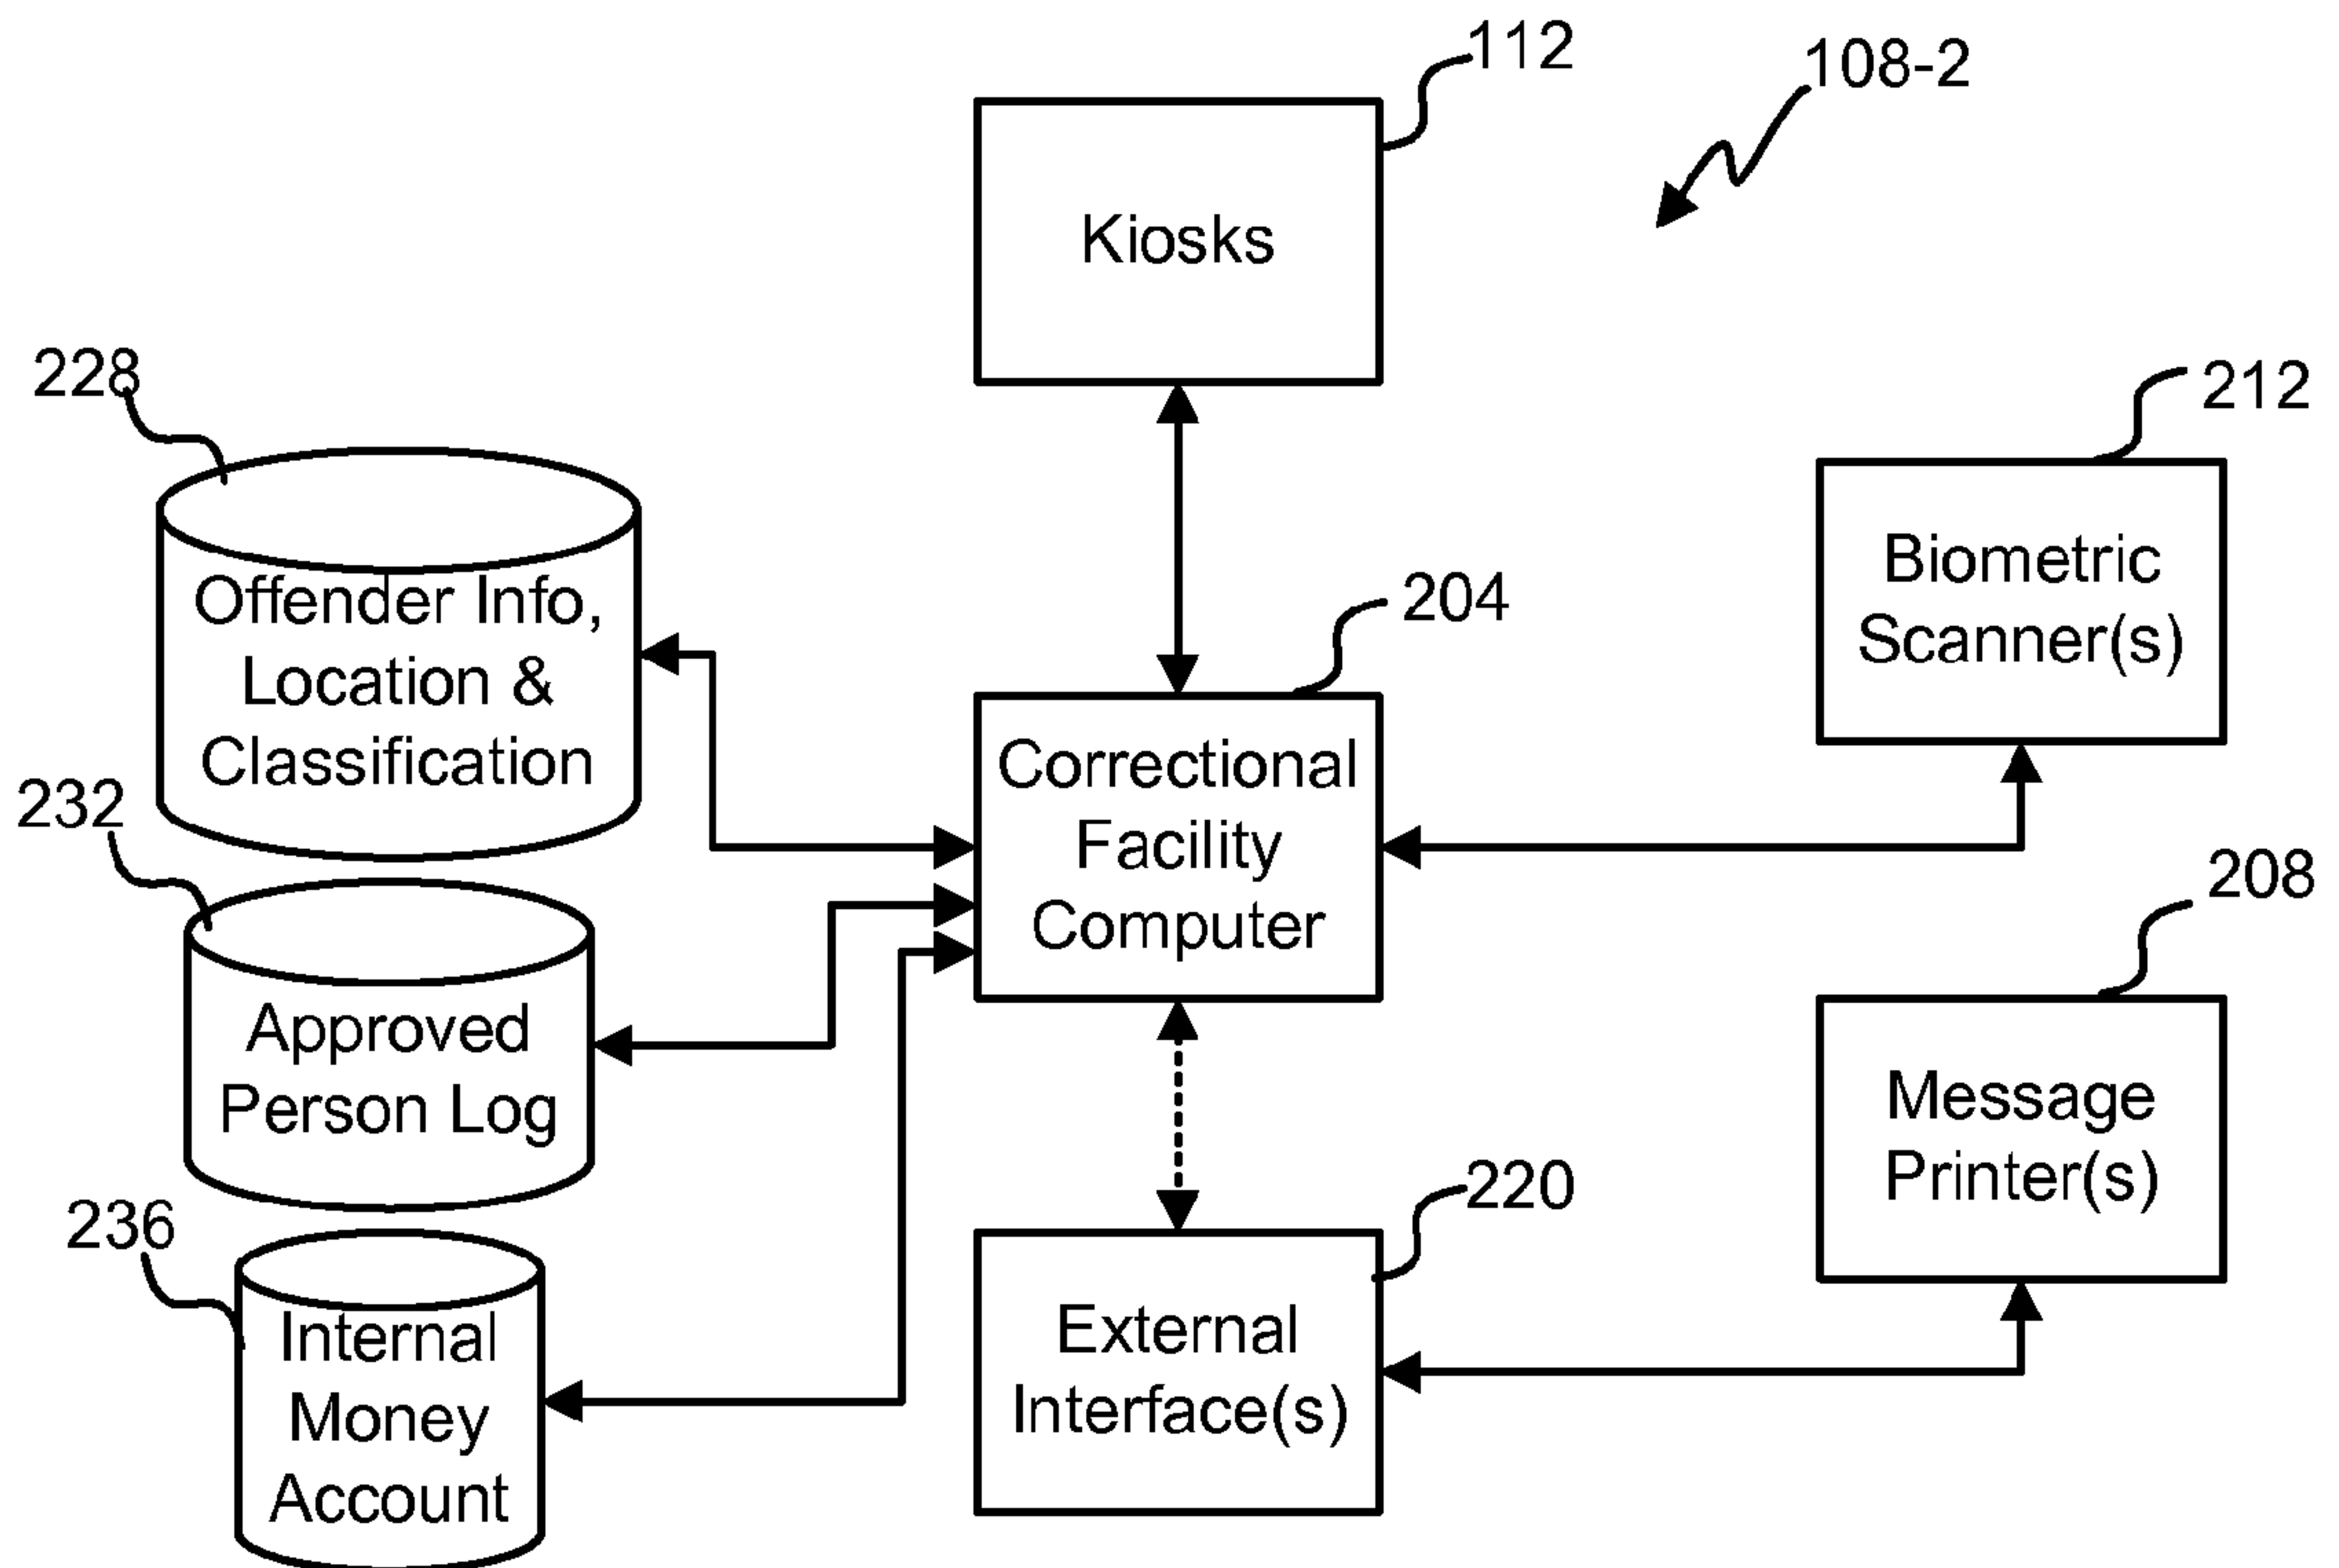 112
108-2
Kiosks
228
212
Offender Info,
Location &
Classification
204
Biometric
Scanner(s)
232
Correctional
Facility
Computer
208
Approved
Person Log
Message
Printer(s)
236
220
Internal
Money
Account
External
Interface(s)